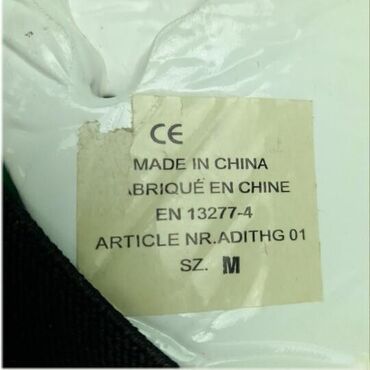 CE
MADE IN CHINA
ABRIQUÉ EN CHINE
EN 13277-4
ARTICLE NR.ADITHG 01
SZ. M